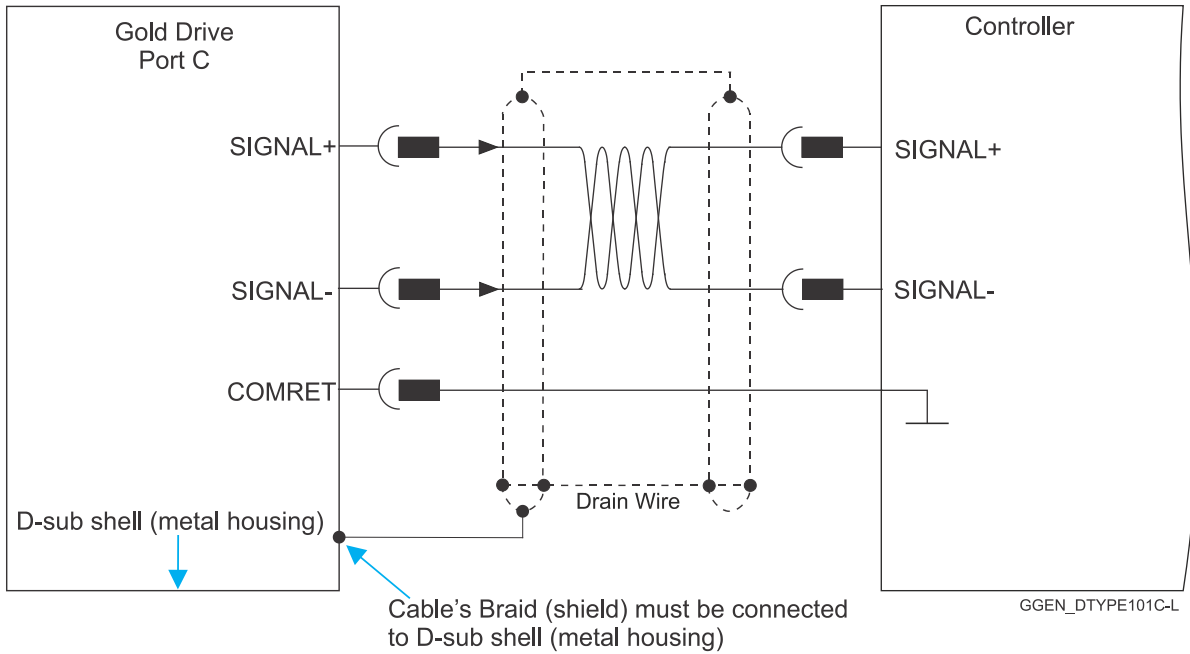 Gold Drive
Port C
Controller
SIGNAL+
SIGNAL+
SIGNAL-
SIGNAL-
COMRET
Drain Wire
D-sub shell (metal housing)
Cable's Braid (shield) must be connected
to D-sub shell (metal housing)
GGEN_DTYPE101C-L